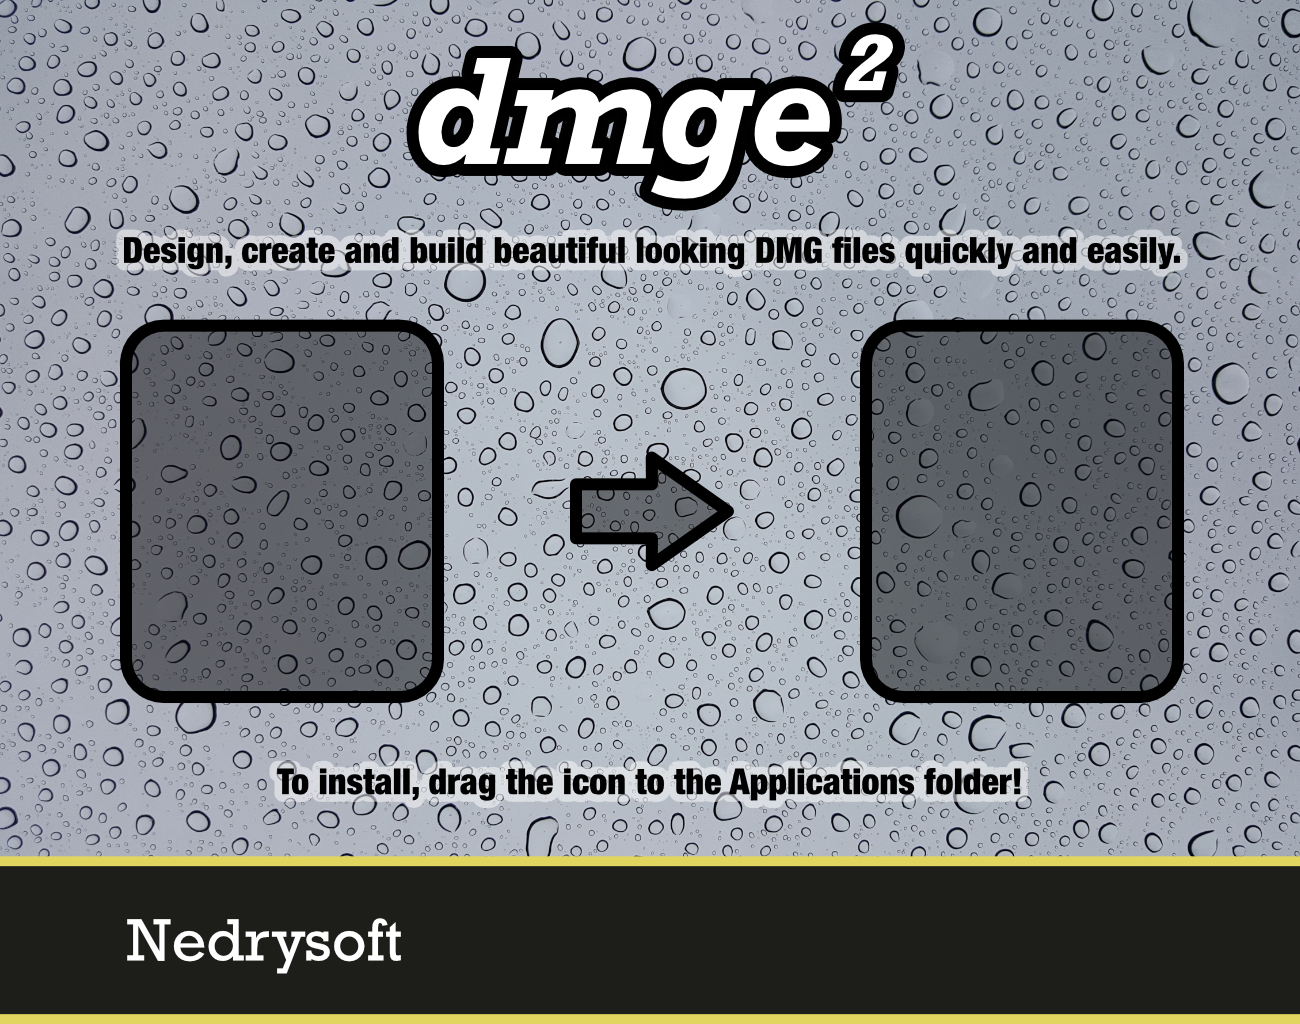 dmge²
Design, create and build beautiful looking DMG files quickly and easily.
To install, drag the icon to the Applications folder!
Nedrysoft